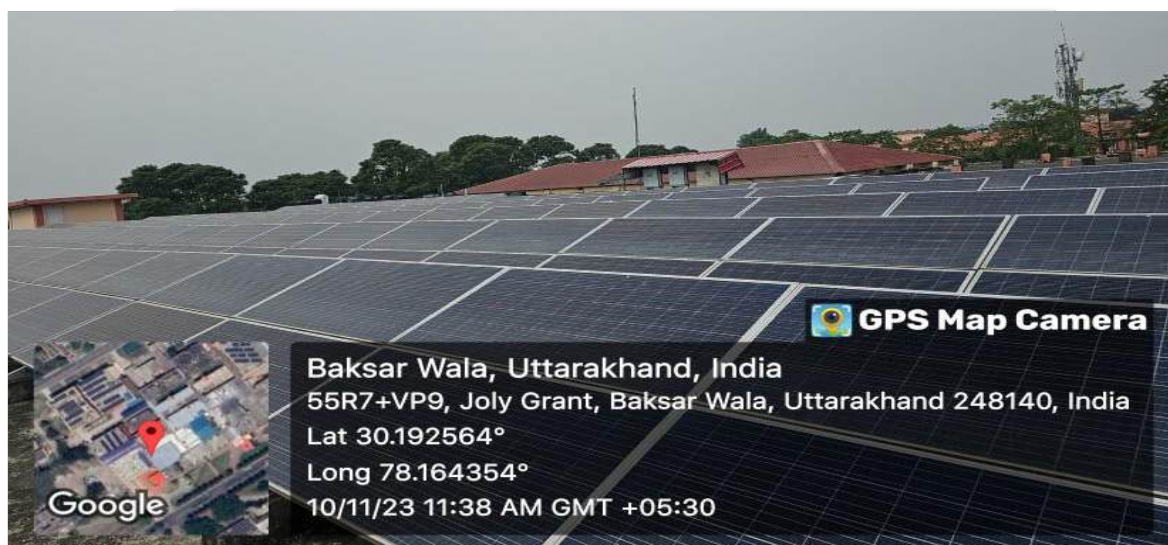 GPS Map Camera
Baksar Wala, Uttarakhand, India
55R7+VP9, Joly Grant, Baksar Wala, Uttarakhand 248140, India
Lat 30.192564°
Long 78.164354°
10/11/23 11:38 AM GMT +05:30
Google